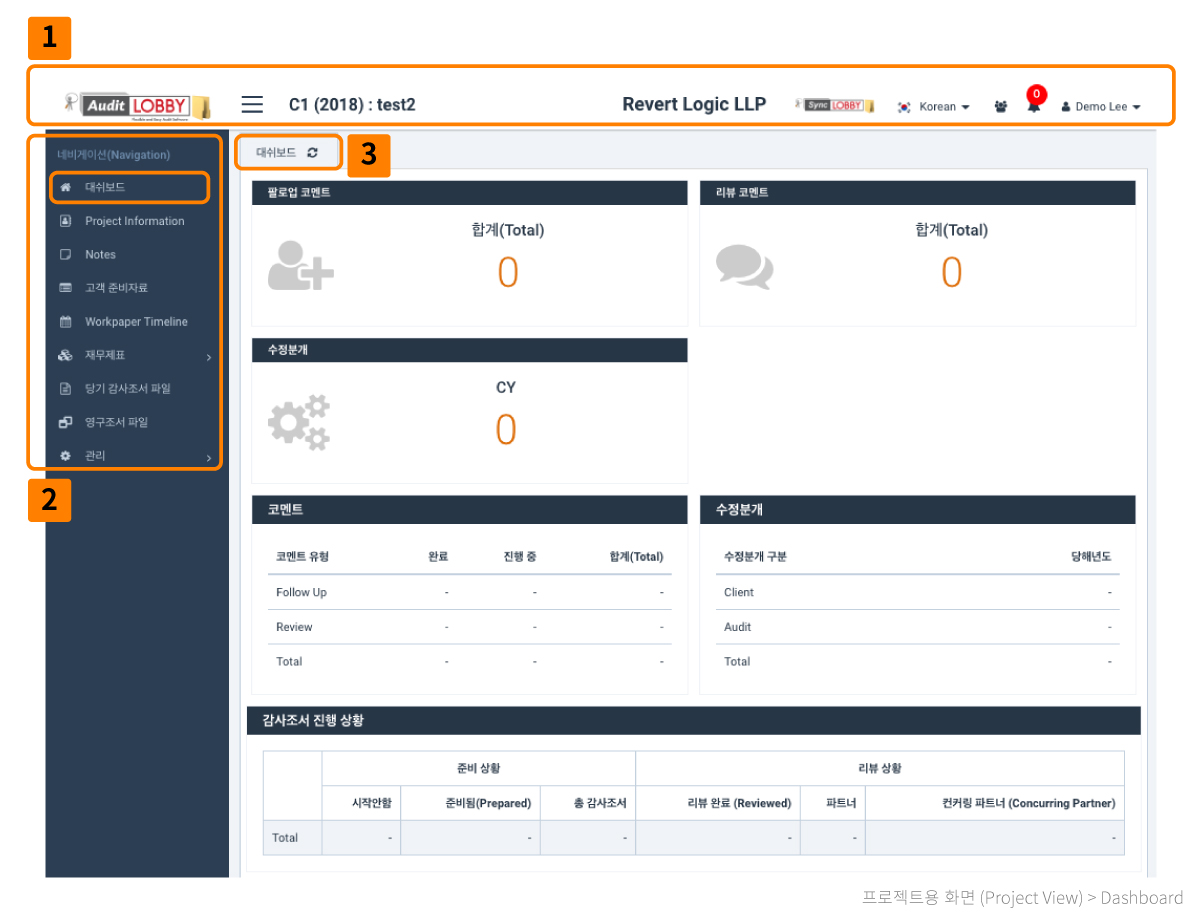 1
Audit LOBBY
C1 (2018) : test2
Revert Logic LLP
Sync LOBBY
Korean
0
Demo Lee
네비게이션(Navigation)
대쉬보드
Project Information
Notes
고객 준비자료
Workpaper Timeline
재무제표
당기 감사조서 파일
영구조서 파일
관리
2
대쉬보드
3
팔로업 코멘트
합계(Total)
0
리뷰 코멘트
합계(Total)
0
수정분개
CY
0
코멘트
코멘트 유형 완료 진행 중 합계(Total)
Follow Up - - -
Review - - -
Total - - -
수정분개
수정분개 구분 당해년도
Client -
Audit -
Total -
감사조서 진행 상황
준비 상황 리뷰 상황
시작안함 준비됨(Prepared) 총 감사조서 리뷰 완료 (Reviewed) 파트너 컨커링 파트너 (Concurring Partner)
Total - - - - - -
프로젝트용 화면 (Project View) > Dashboard